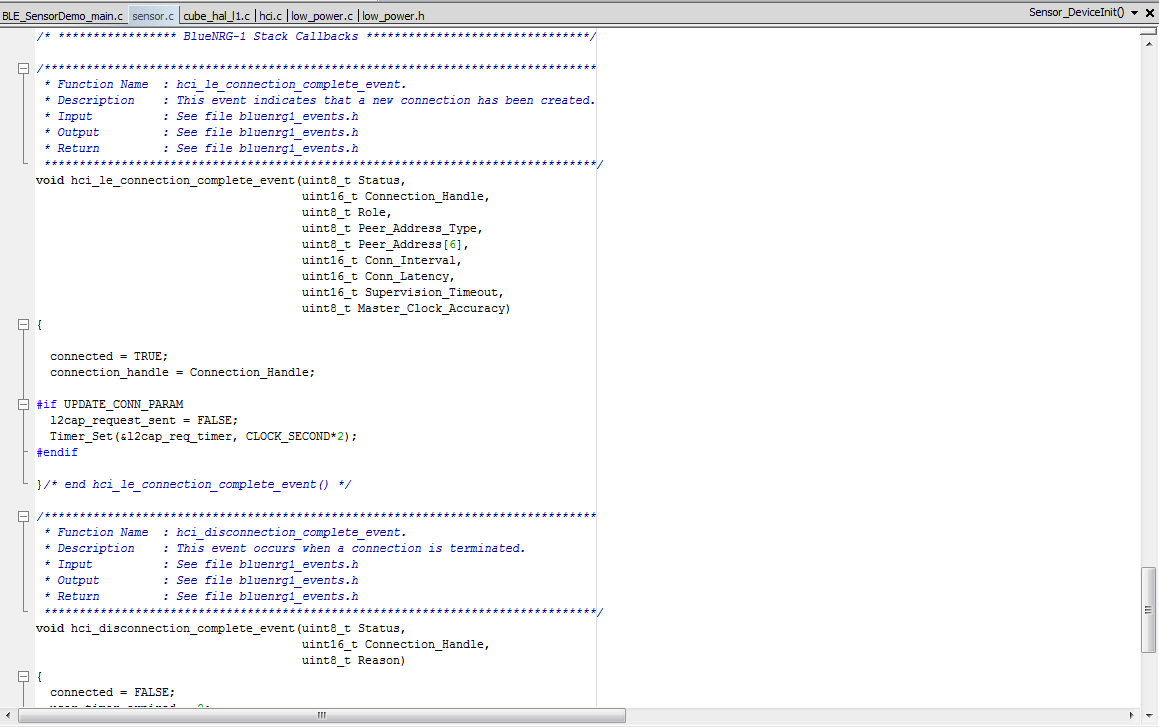 BLE_SensorDemo_main.c sensor.c cube_hal_l1.c hci.c low_power.c low_power.h Sensor_DeviceInit()
/* ***************** BlueNRG-1 Stack Callbacks ********************************/
/*******************************************************************************
* Function Name : hci_le_connection_complete_event.
* Description : This event indicates that a new connection has been created.
* Input : See file bluenrg1_events.h
* Output : See file bluenrg1_events.h
* Return : See file bluenrg1_events.h
*******************************************************************************/
void hci_le_connection_complete_event(uint8_t Status,
uint16_t Connection_Handle,
uint8_t Role,
uint8_t Peer_Address_Type,
uint8_t Peer_Address[6],
uint16_t Conn_Interval,
uint16_t Conn_Latency,
uint16_t Supervision_Timeout,
uint8_t Master_Clock_Accuracy)
{
connected = TRUE;
connection_handle = Connection_Handle;
#if UPDATE_CONN_PARAM
l2cap_request_sent = FALSE;
Timer_Set(&l2cap_req_timer, CLOCK_SECOND*2);
#endif
}/* end hci_le_connection_complete_event() */
/*******************************************************************************
* Function Name : hci_disconnection_complete_event.
* Description : This event occurs when a connection is terminated.
* Input : See file bluenrg1_events.h
* Output : See file bluenrg1_events.h
* Return : See file bluenrg1_events.h
*******************************************************************************/
void hci_disconnection_complete_event(uint8_t Status,
uint16_t Connection_Handle,
uint8_t Reason)
{
connected = FALSE;